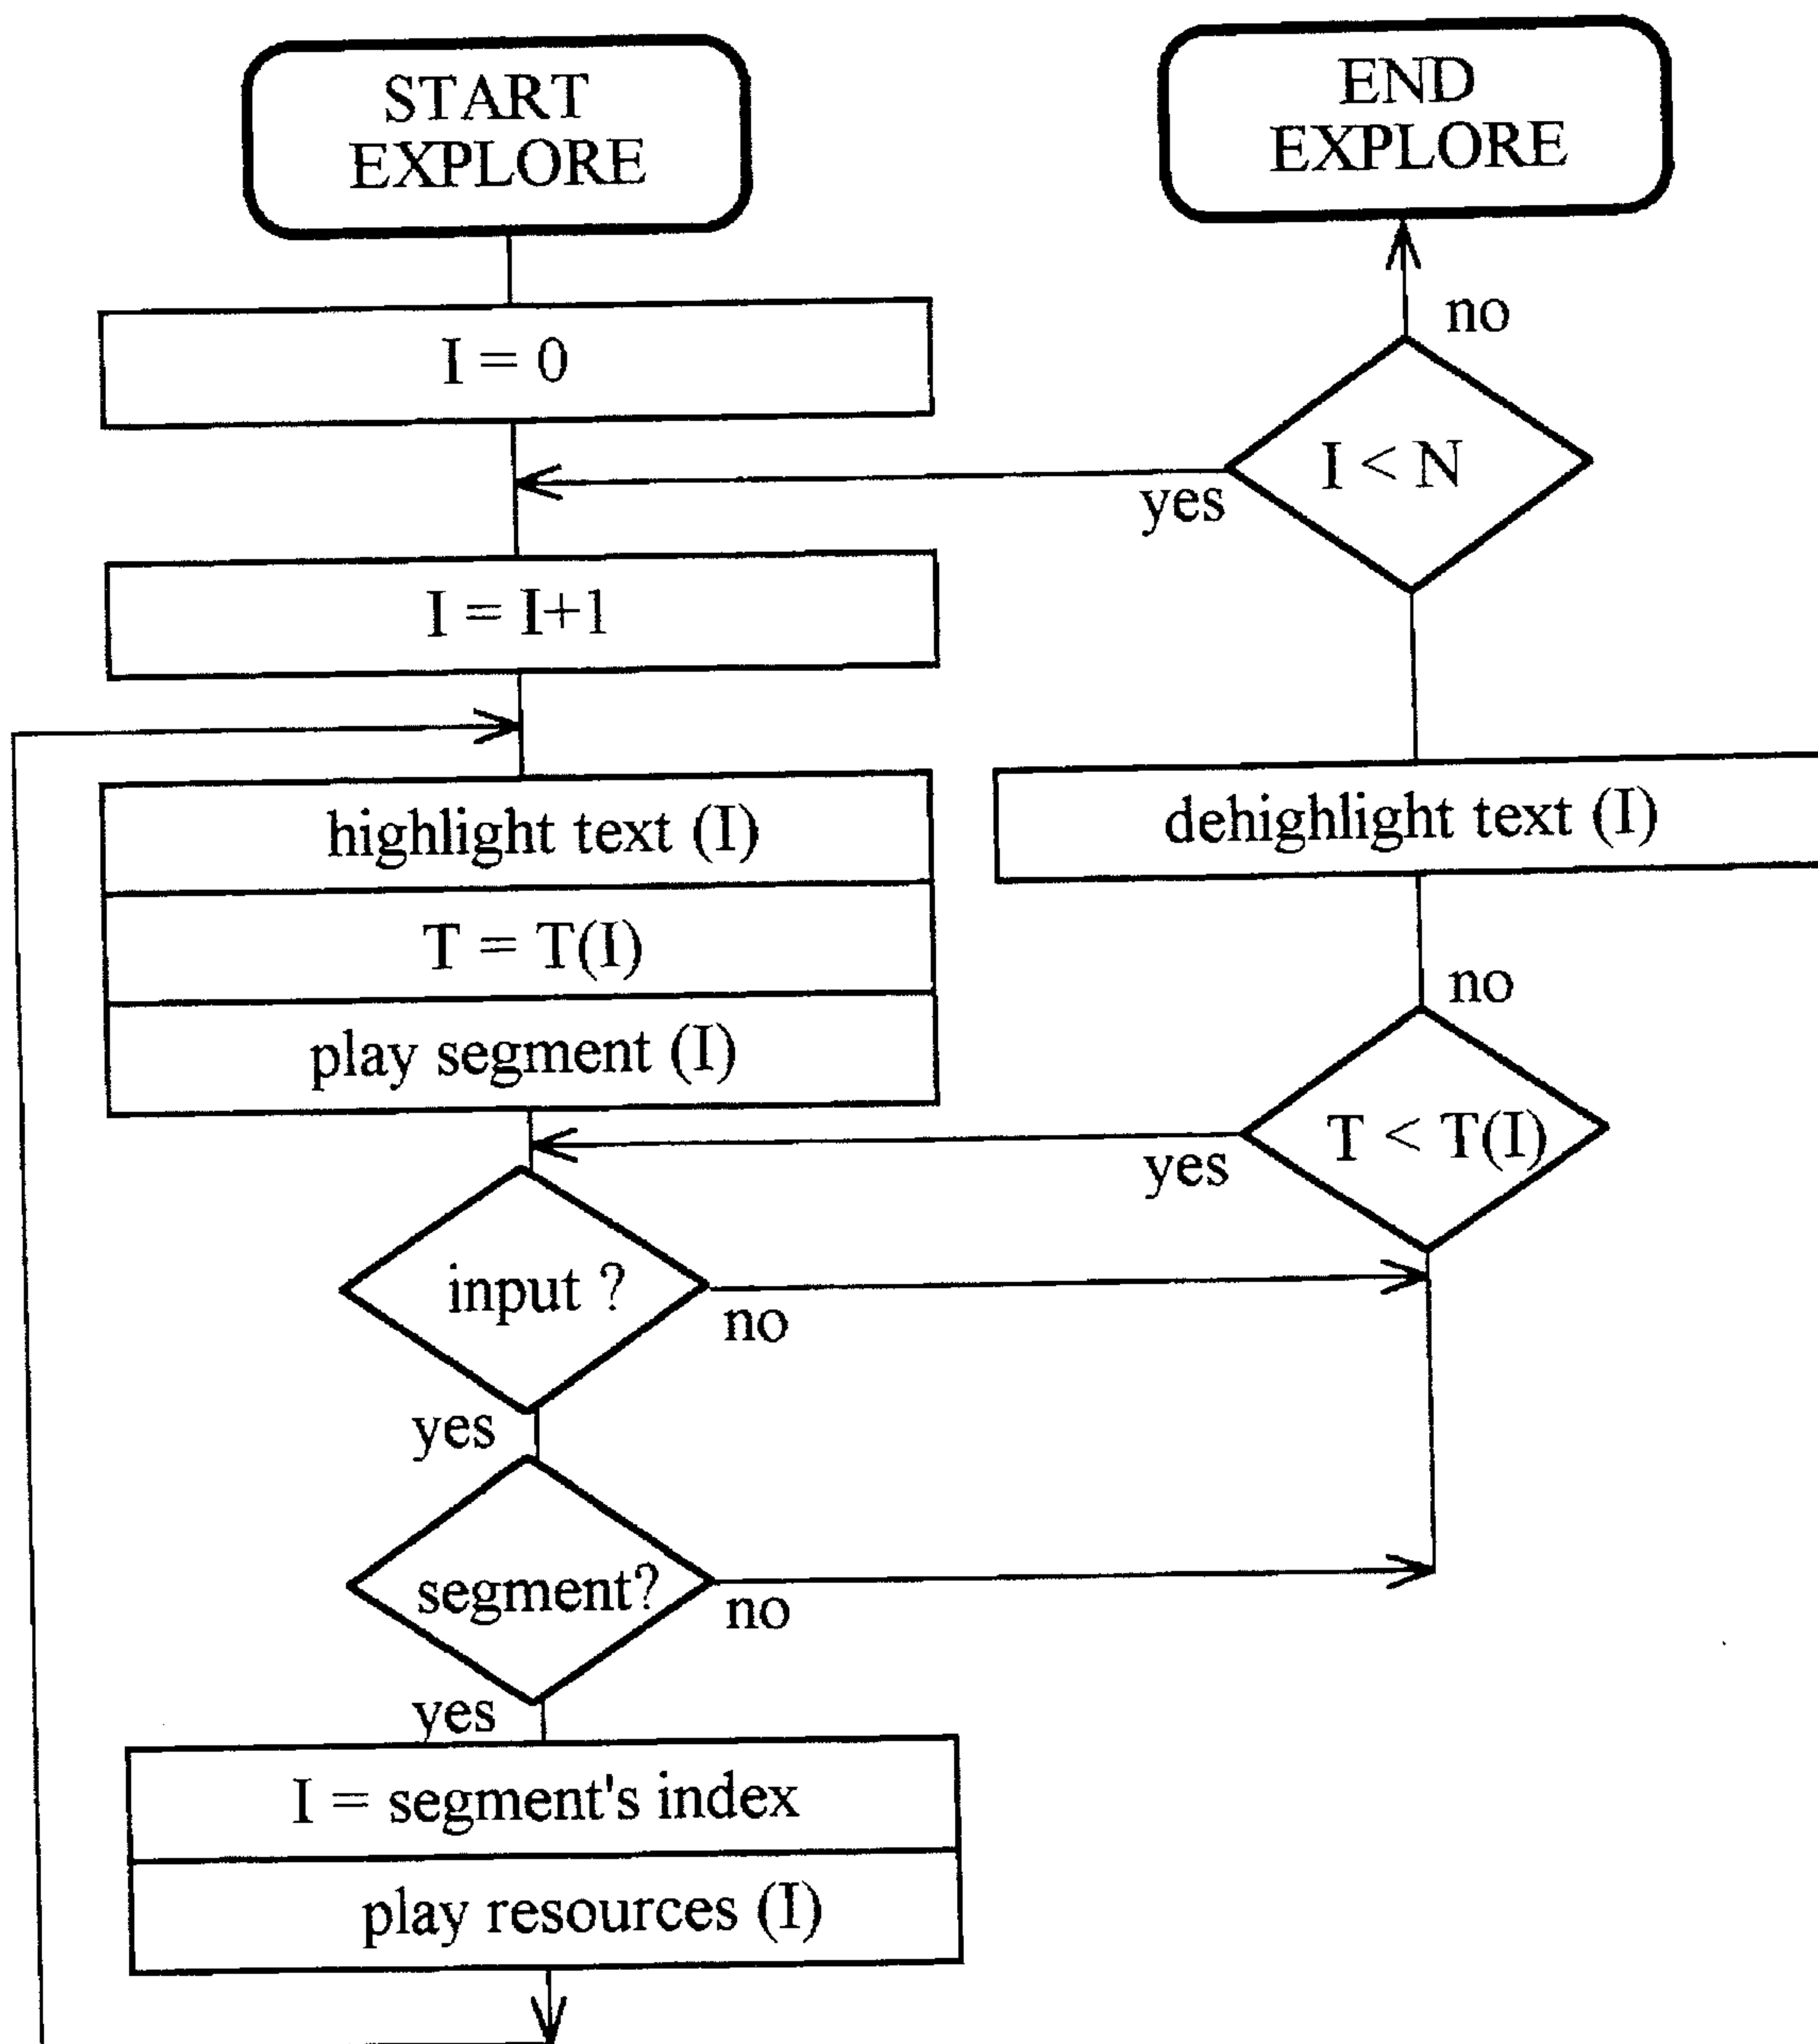 START
EXPLORE
I = 0
I = I+1
highlight text (I)
T = T(I)
play segment (I)
input ?
no
yes
segment?
no
yes
I = segment's index
play resources (I)
END
EXPLORE
no
I < N
yes
dehighlight text (I)
no
T < T(I)
yes